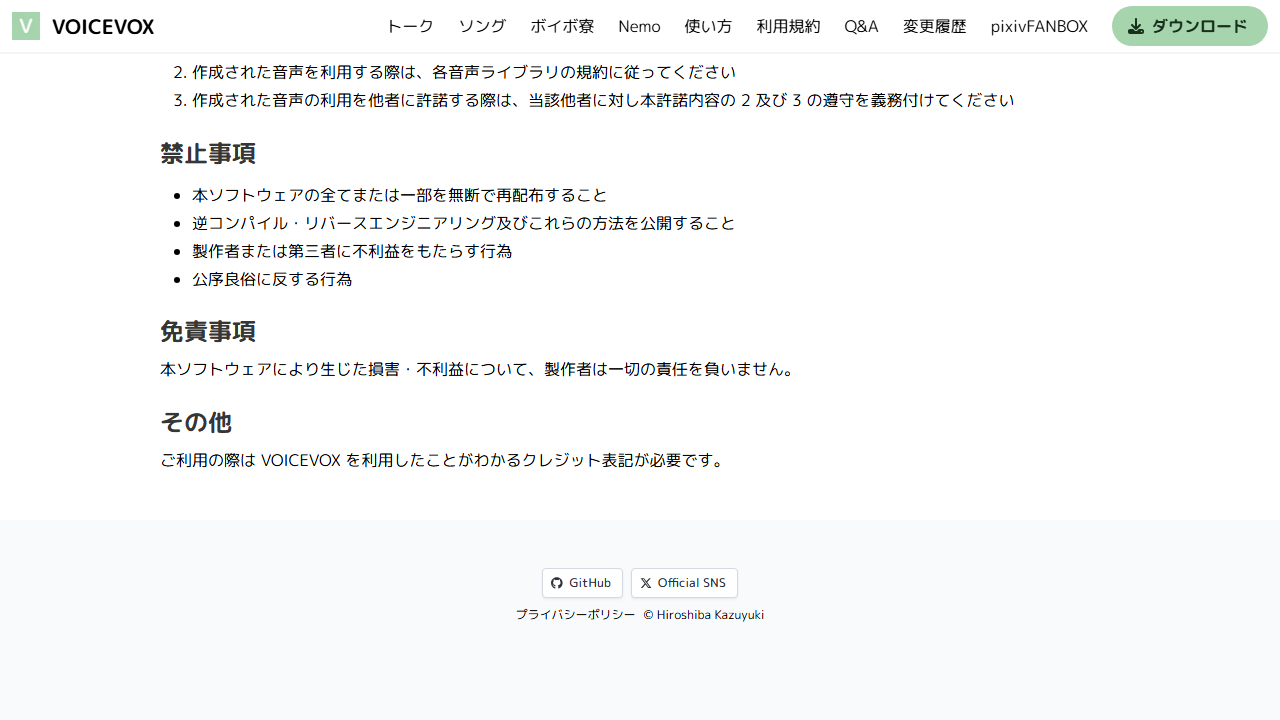 V VOICEVOX トーク ソング ボイボ寮 Nemo 使い方 利用規約 Q&A 変更履歴 pixivFANBOX ダウンロード
2. 作成された音声を利用する際は、各音声ライブラリの規約に従ってください
3. 作成された音声の利用を他者に許諾する際は、当該他者に対し本許諾内容の 2 及び 3 の遵守を義務付けてください
禁止事項
• 本ソフトウェアの全てまたは一部を無断で再配布すること
• 逆コンパイル・リバースエンジニアリング及びこれらの方法を公開すること
• 製作者または第三者に不利益をもたらす行為
• 公序良俗に反する行為
免責事項
本ソフトウェアにより生じた損害・不利益について、製作者は一切の責任を負いません。
その他
ご利用の際は VOICEVOX を利用したことがわかるクレジット表記が必要です。
GitHub Official SNS
プライバシーポリシー © Hiroshiba Kazuyuki